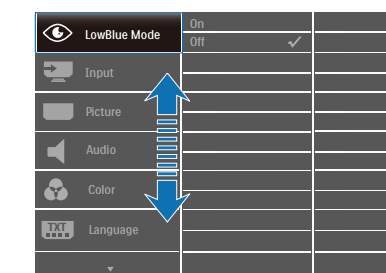 LowBlue Mode
On
Off
Input
Picture
Audio
Color
TXT
Language